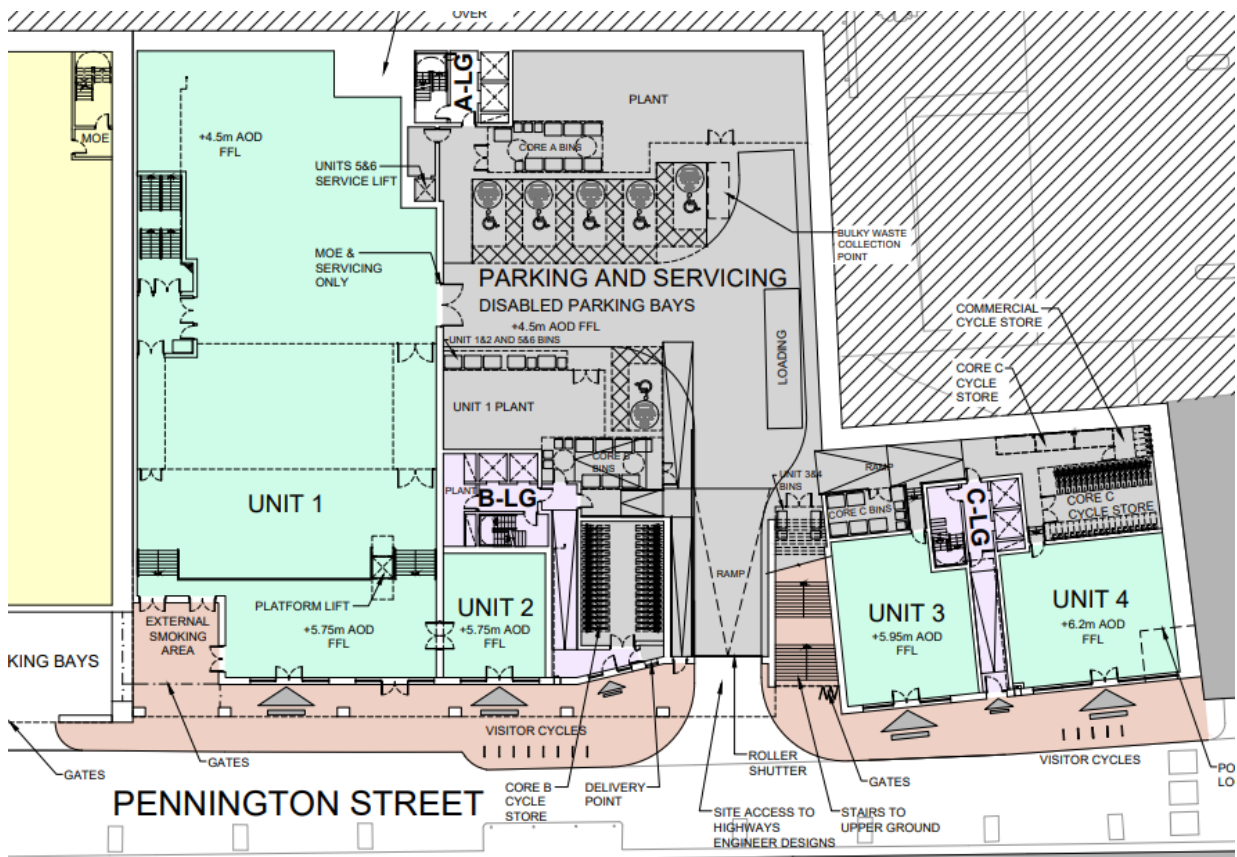 OVER
A-LG
PLANT
MOE
+4.5m AOD
FFL
CORE A BINS
UNITS 5&6
SERVICE LIFT
BULKY WASTE
COLLECTION
POINT
MOE &
SERVICING
ONLY
PARKING AND SERVICING
DISABLED PARKING BAYS
+4.5m AOD FFL
COMMERCIAL
CYCLE STORE
UNIT 1&2 AND 5&6 BINS
LOADING
CORE C
CYCLE
STORE
UNIT 1 PLANT
CORE B
BINS
RAMP
UNIT 3&4
BINS
PLANT
B-LG
UNIT 1
CORE C BINS
C-LG
CORE C
CYCLE STORE
RAMP
PLATFORM LIFT
UNIT 2
+5.75m AOD
FFL
UNIT 3
+5.95m AOD
FFL
UNIT 4
+6.2m AOD
FFL
EXTERNAL
SMOKING
AREA
+5.75m AOD
FFL
KING BAYS
VISITOR CYCLES
GATES
GATES
ROLLER
SHUTTER
GATES
VISITOR CYCLES
PO
LO
PENNINGTON STREET
CORE B
CYCLE
STORE
DELIVERY
POINT
SITE ACCESS TO
HIGHWAYS
ENGINEER DESIGNS
STAIRS TO
UPPER GROUND